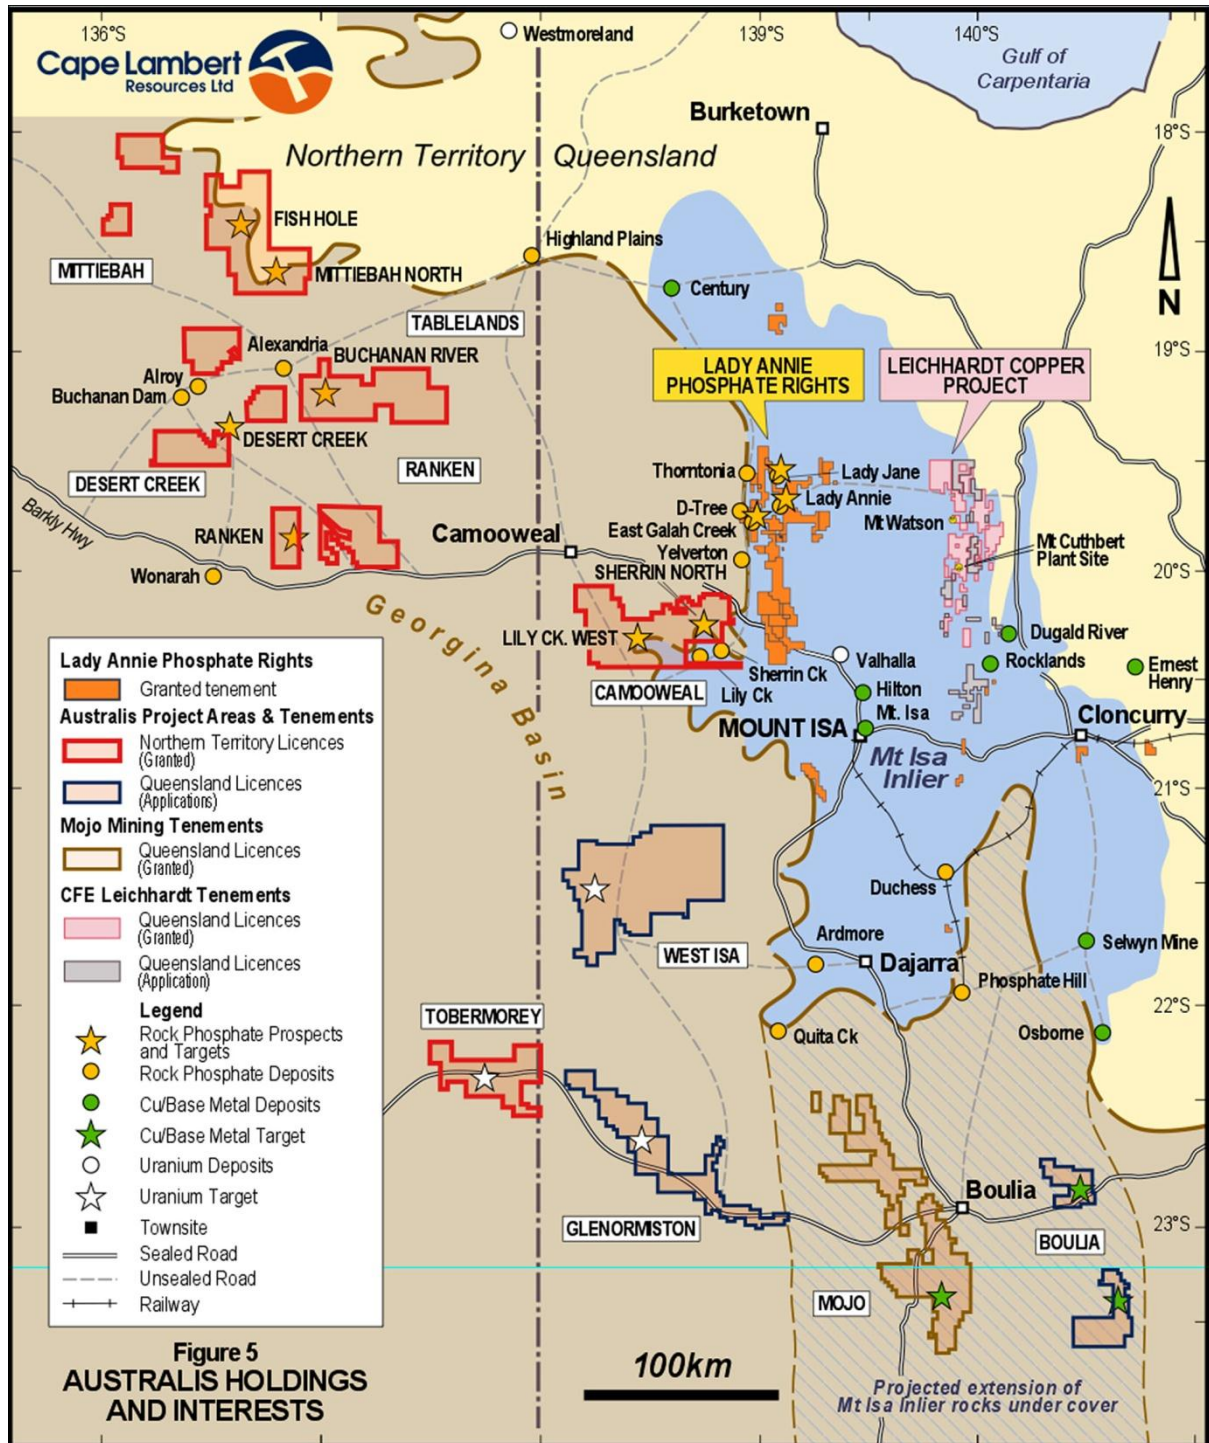 136°S
139°S
140°S
Westmoreland
Cape Lambert
Resources Ltd
Gulf of
Carpentaria
Burketown
18°S
Northern Territory
Queensland
FISH HOLE
MITTIEBAH
MITTIEBAH NORTH
Highland Plains
Century
N
TABLELANDS
19°S
Alexandria
BUCHANAN RIVER
Alroy
Buchanan Dam
LADY ANNIE
PHOSPHATE RIGHTS
LEICHHARDT COPPER
PROJECT
DESERT CREEK
RANKEN
DESERT CREEK
Thorntonia
Lady Jane
D-Tree
Lady Annie
East Galah Creek
Mt Watson
Barkly Hwy
RANKEN
Camooweal
Yelverton
Mt Cuthbert
Plant Site
Wonarah
SHERRIN NORTH
20°S
Georgina Basin
LILY CK. WEST
Dugald River
Valhalla
Rocklands
Ernest
Henry
Sherrin Ck
CAMOOWEAL
Lily Ck
Hilton
Mt. Isa
MOUNT ISA
Cloncurry
Mt Isa
Inlier
21°S
Duchess
Ardmore
WEST ISA
Dajarra
Selwyn Mine
Phosphate Hill
22°S
TOBERMOREY
Quita Ck
Osborne
Boulia
GLENORMISTON
23°S
BOULIA
MOJO
Lady Annie Phosphate Rights
Granted tenement
Australis Project Areas & Tenements
Northern Territory Licences
(Granted)
Queensland Licences
(Applications)
Mojo Mining Tenements
Queensland Licences
(Granted)
CFE Leichhardt Tenements
Queensland Licences
(Granted)
Queensland Licences
(Application)
Legend
Rock Phosphate Prospects
and Targets
Rock Phosphate Deposits
Cu/Base Metal Deposits
Cu/Base Metal Target
Uranium Deposits
Uranium Target
Townsite
Sealed Road
Unsealed Road
Railway
Figure 5
AUSTRALIS HOLDINGS
AND INTERESTS
100km
Projected extension of
Mt Isa Inlier rocks under cover